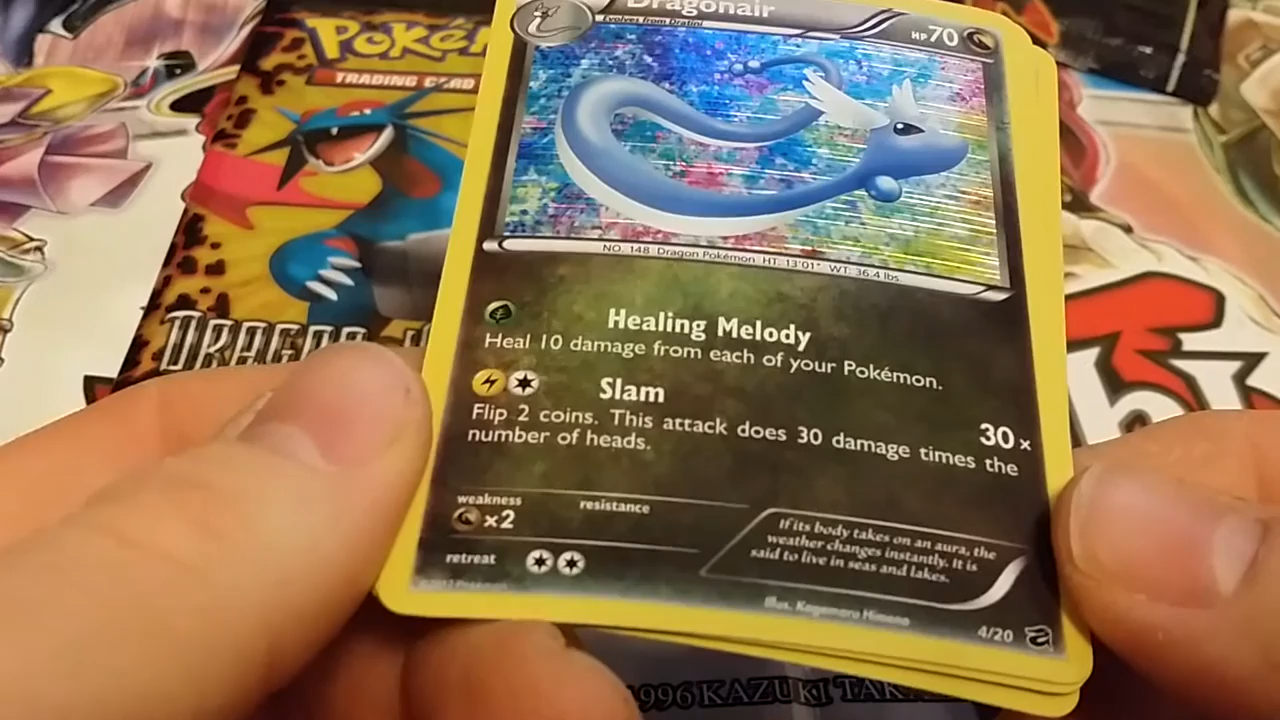 Dragonair
Evolves from Dratini
HP70
Poké
TRADING CARD
NO. 148 Dragon Pokémon HT. 13'01" WT. 36.4 lbs.
Healing Melody
Heal 10 damage from each of your Pokémon.
Slam
30×
Flip 2 coins. This attack does 30 damage times the
number of heads.
weakness
×2
resistance
retreat
If its body takes on an aura, the
weather changes instantly. It is
said to live in seas and lakes.
Illus. Kagemaru Himeno
4/20
DRAGON
1996 KAZUKI TAK